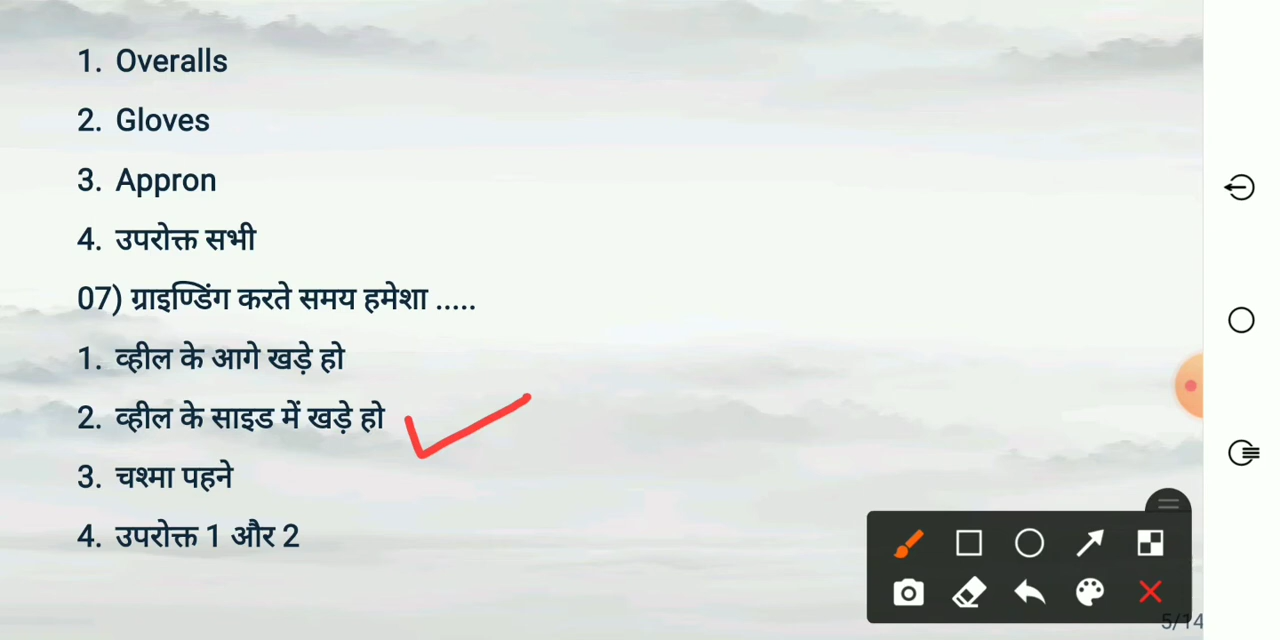 1. Overalls
2. Gloves
3. Appron
4. उपरोक्त सभी
07) ग्राइण्डिंग करते समय हमेशा .....
1. व्हील के आगे खड़े हो
2. व्हील के साइड में खड़े हो
3. चश्मा पहने
4. उपरोक्त 1 और 2
5/14